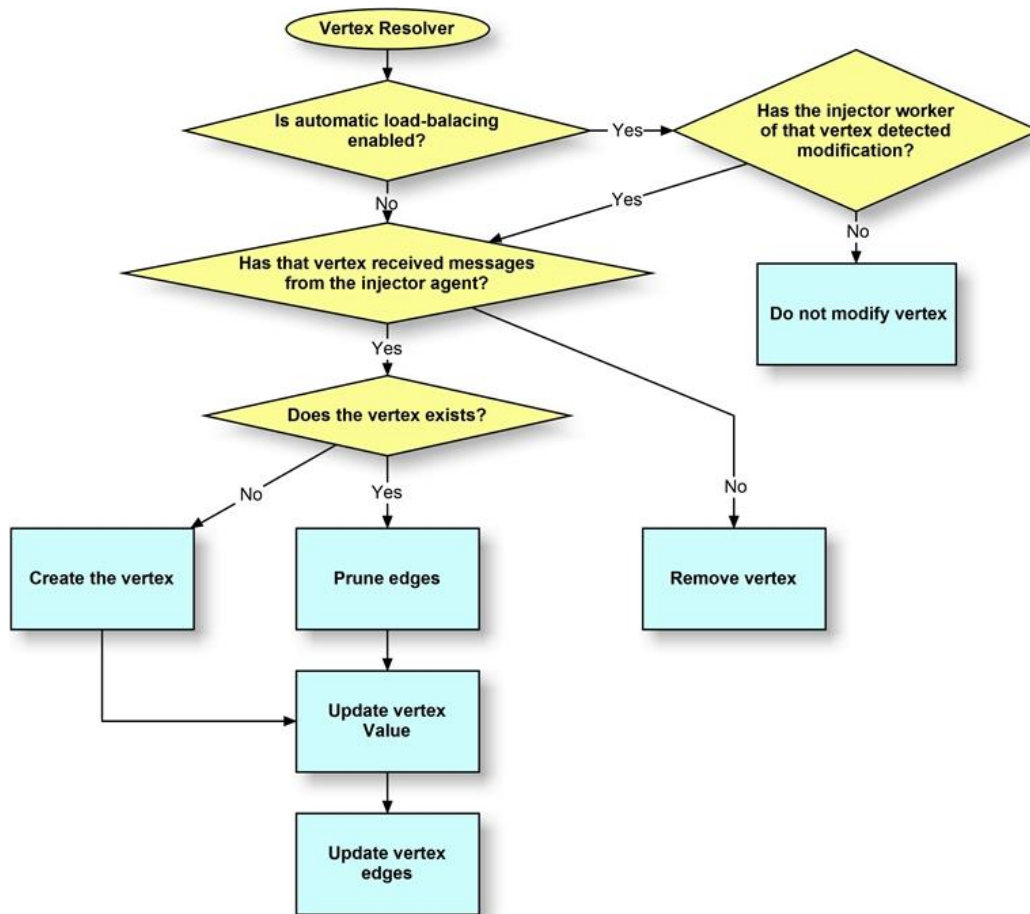 Vertex Resolver
Is automatic load-balacing
enabled?
Yes
Has the injector worker
of that vertex detected
modification?
No
Yes
No
Has that vertex received messages
from the injector agent?
Do not modify vertex
Yes
Does the vertex exists?
No
Yes
No
Create the vertex
Prune edges
Remove vertex
Update vertex
Value
Update vertex
edges